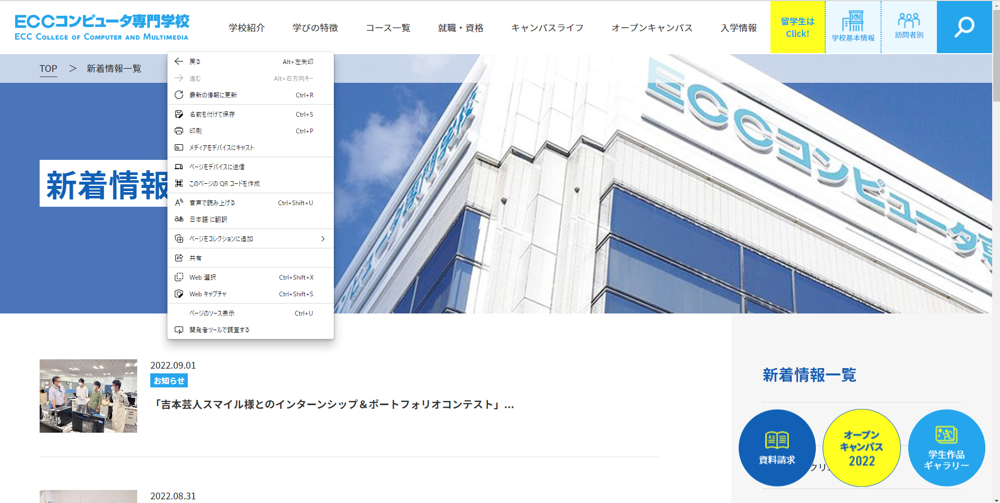 ECCコンピュータ専門学校
ECC COLLEGE OF COMPUTER AND MULTIMEDIA
学校紹介
学びの特徴
コース一覧
就職・資格
キャンパスライフ
オープンキャンパス
入学情報
留学生は
Click!
学校基本情報
訪問者別
TOP > 新着情報一覧
戻る Alt+左矢印
進む Alt+右方向キー
最新の情報に更新 Ctrl+R
名前を付けて保存 Ctrl+S
印刷 Ctrl+P
メディアをデバイスにキャスト
ページをデバイスに送信
このページの QR コードを作成
音声で読み上げる Ctrl+Shift+U
日本語 に翻訳
ページをコレクションに追加
共有
Web 選択 Ctrl+Shift+X
Web キャプチャ Ctrl+Shift+S
ページのソース表示 Ctrl+U
開発者ツールで調査する
新着情報
ECCコンピュータ専
2022.09.01
お知らせ
「吉本芸人スマイル様とのインターンシップ＆ポートフォリオコンテスト」...
2022.08.31
新着情報一覧
資料請求
クリ
オープン
キャンパス
2022
学生作品
ギャラリー